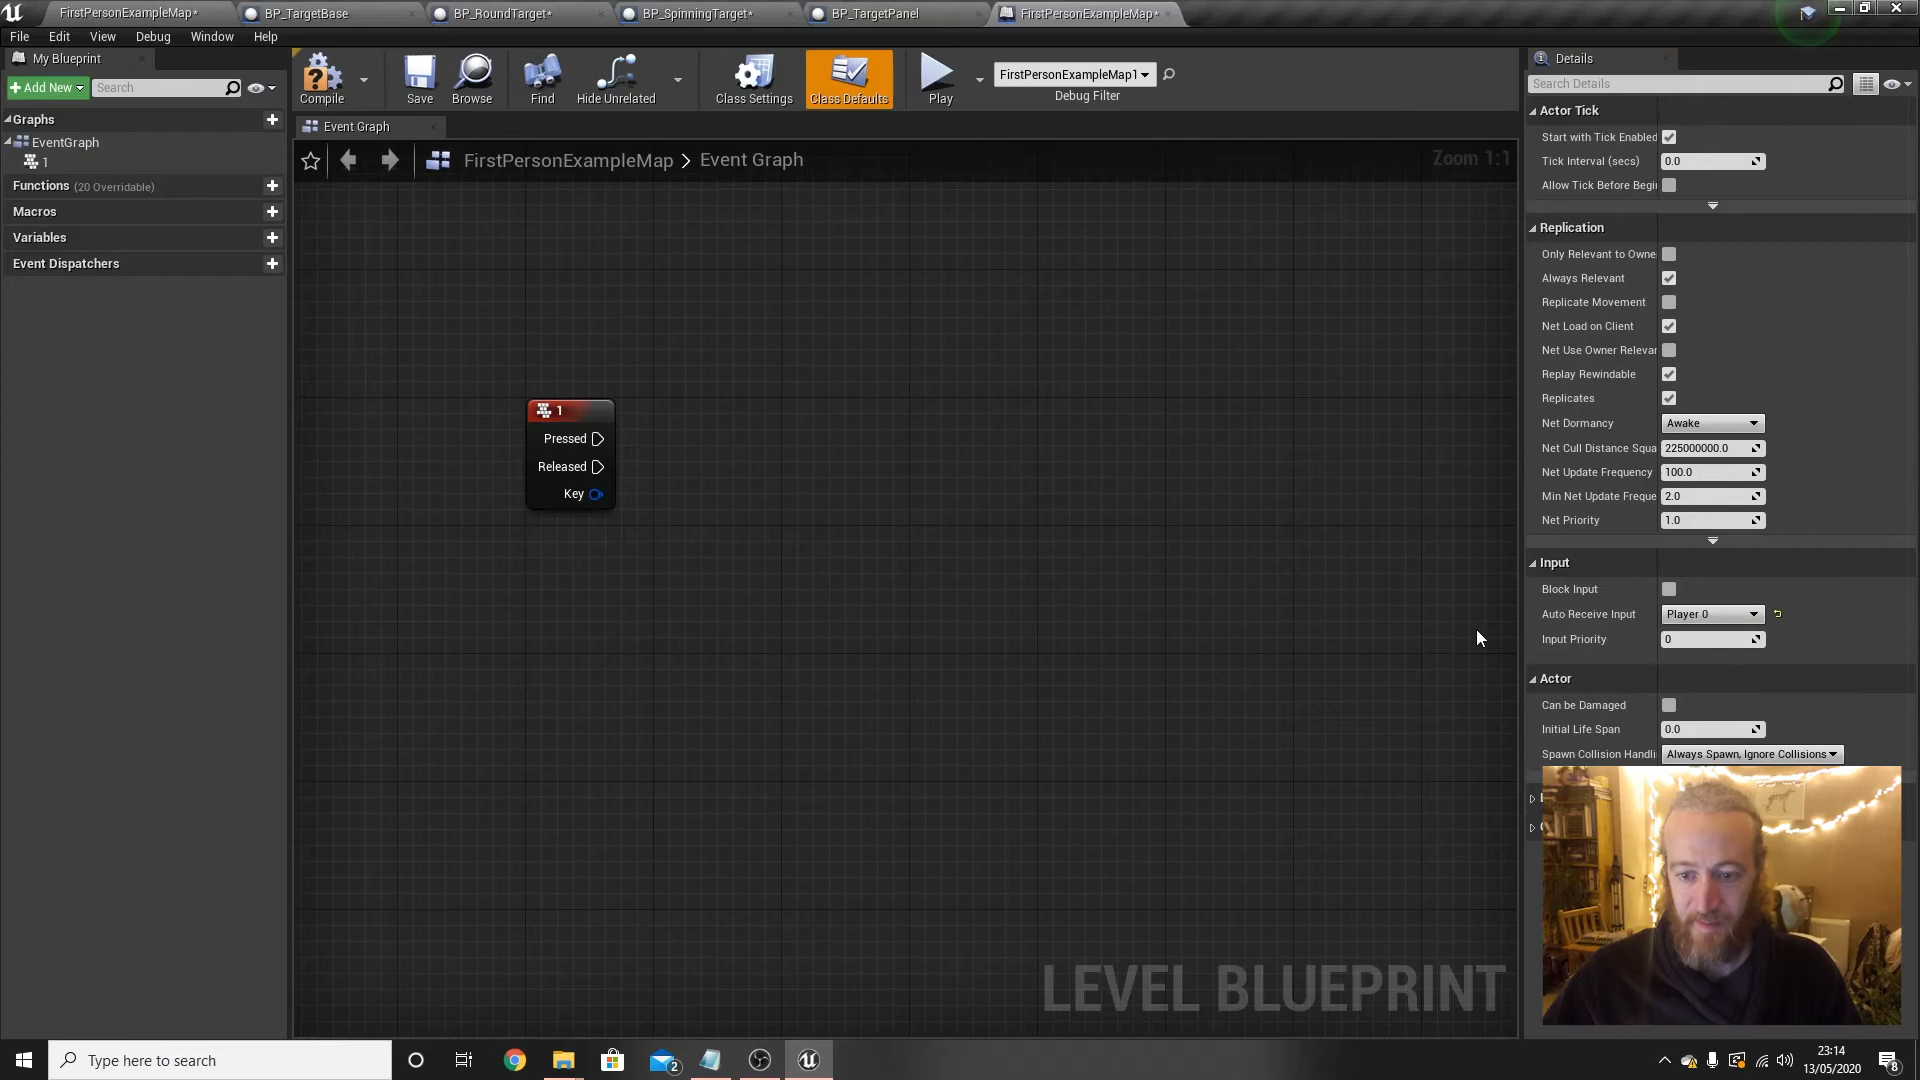 FirstPersonExampleMap*
BP_TargetBase
BP_RoundTarget*
BP_SpinningTarget*
BP_TargetPanel
FirstPersonExampleMap*
File
Edit
View
Debug
Window
Help
My Blueprint
Add New
Search
Graphs
EventGraph
1
Functions (20 Overridable)
Macros
Variables
Event Dispatchers
Compile
Save
Browse
Find
Hide Unrelated
Class Settings
Class Defaults
Play
FirstPersonExampleMap1
Debug Filter
Event Graph
FirstPersonExampleMap > Event Graph
Zoom 1:1
1
Pressed
Released
Key
LEVEL BLUEPRINT
Details
Search Details
Actor Tick
Start with Tick Enabled
Tick Interval (secs) 0.0
Allow Tick Before Begi
Replication
Only Relevant to Owne
Always Relevant
Replicate Movement
Net Load on Client
Net Use Owner Relevar
Replay Rewindable
Replicates
Net Dormancy Awake
Net Cull Distance Squa 225000000.0
Net Update Frequency 100.0
Min Net Update Freque 2.0
Net Priority 1.0
Input
Block Input
Auto Receive Input Player 0
Input Priority 0
Actor
Can be Damaged
Initial Life Span 0.0
Spawn Collision Handli Always Spawn, Ignore Collisions
Type here to search
2
23:14
13/05/2020
8